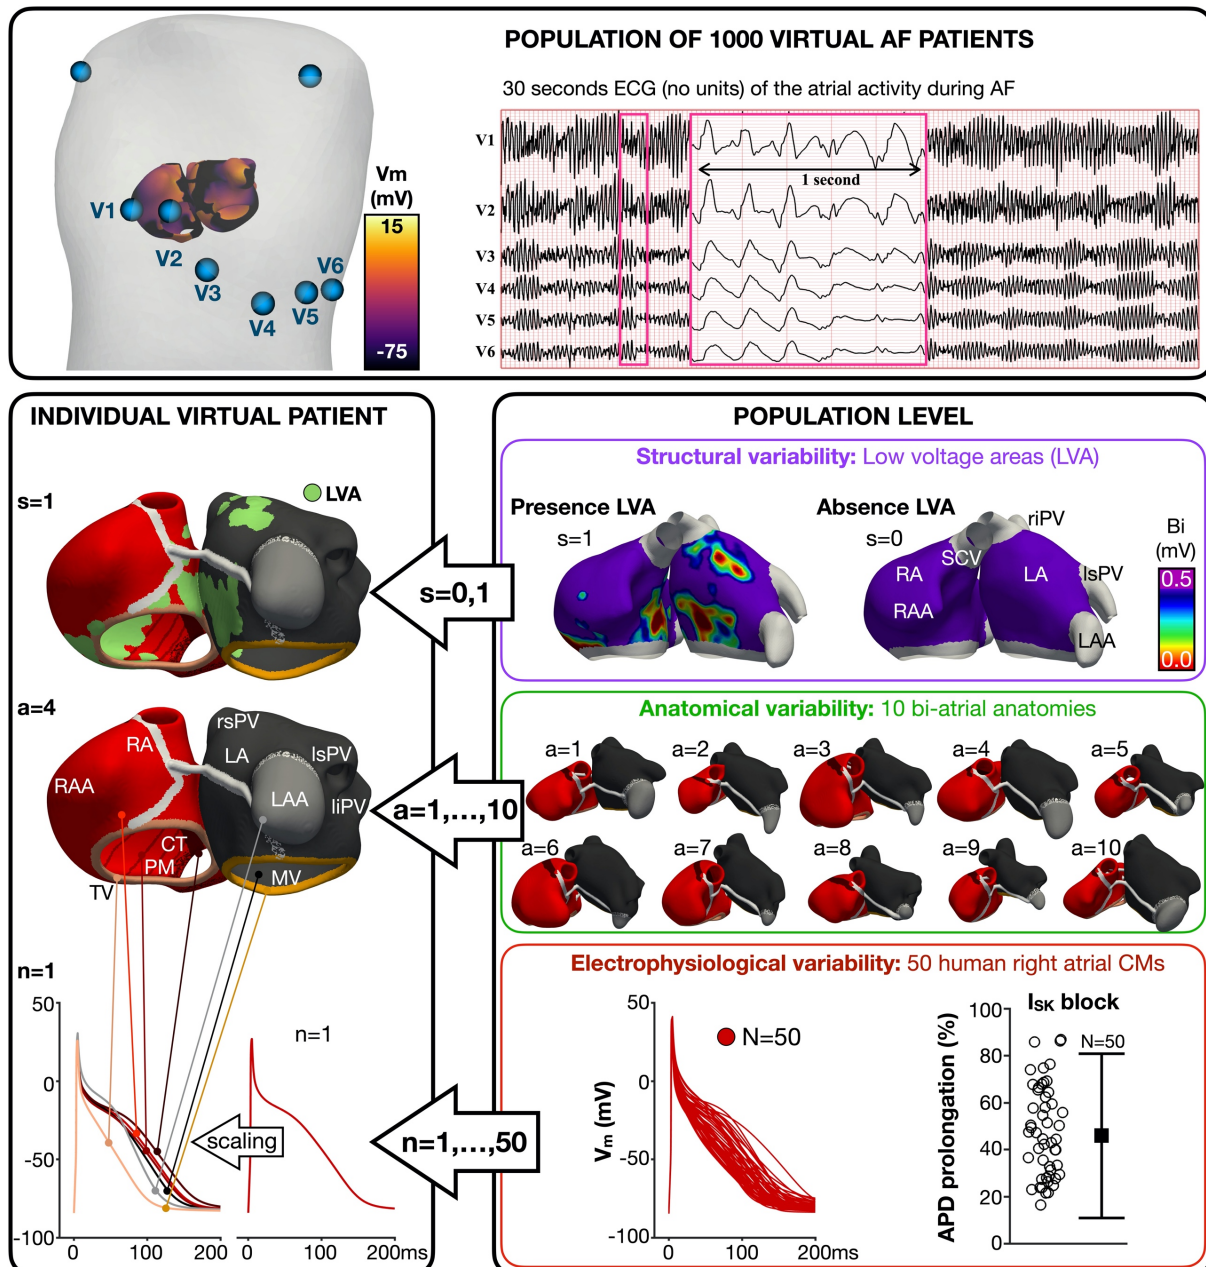 POPULATION OF 1000 VIRTUAL AF PATIENTS
30 seconds ECG (no units) of the atrial activity during AF
Vm
(mV)
15
-75
V1
V2
V3
V4
V5
V6
V1
V2
V3
V4
V5
V6
1 second
INDIVIDUAL VIRTUAL PATIENT
s=1
LVA
s=0,1
a=4
rsPV
RA
LA
lsPV
RAA
LAA
liPV
CT
PM
MV
TV
a=1,...,10
n=1
50
0
-50
-100
0
100
200
n=1
scaling
0
100
200ms
n=1,...,50
POPULATION LEVEL
Structural variability: Low voltage areas (LVA)
Presence LVA
s=1
Absence LVA
s=0
riPV
SCV
RA
LA
lsPV
RAA
LAA
Bi
(mV)
0.5
0.0
Anatomical variability: 10 bi-atrial anatomies
a=1
a=2
a=3
a=4
a=5
a=6
a=7
a=8
a=9
a=10
Electrophysiological variability: 50 human right atrial CMs
50
0
-50
-100
Vm (mV)
N=50
0
100
200ms
ISK block
N=50
APD prolongation (%)
100
80
60
40
20
0